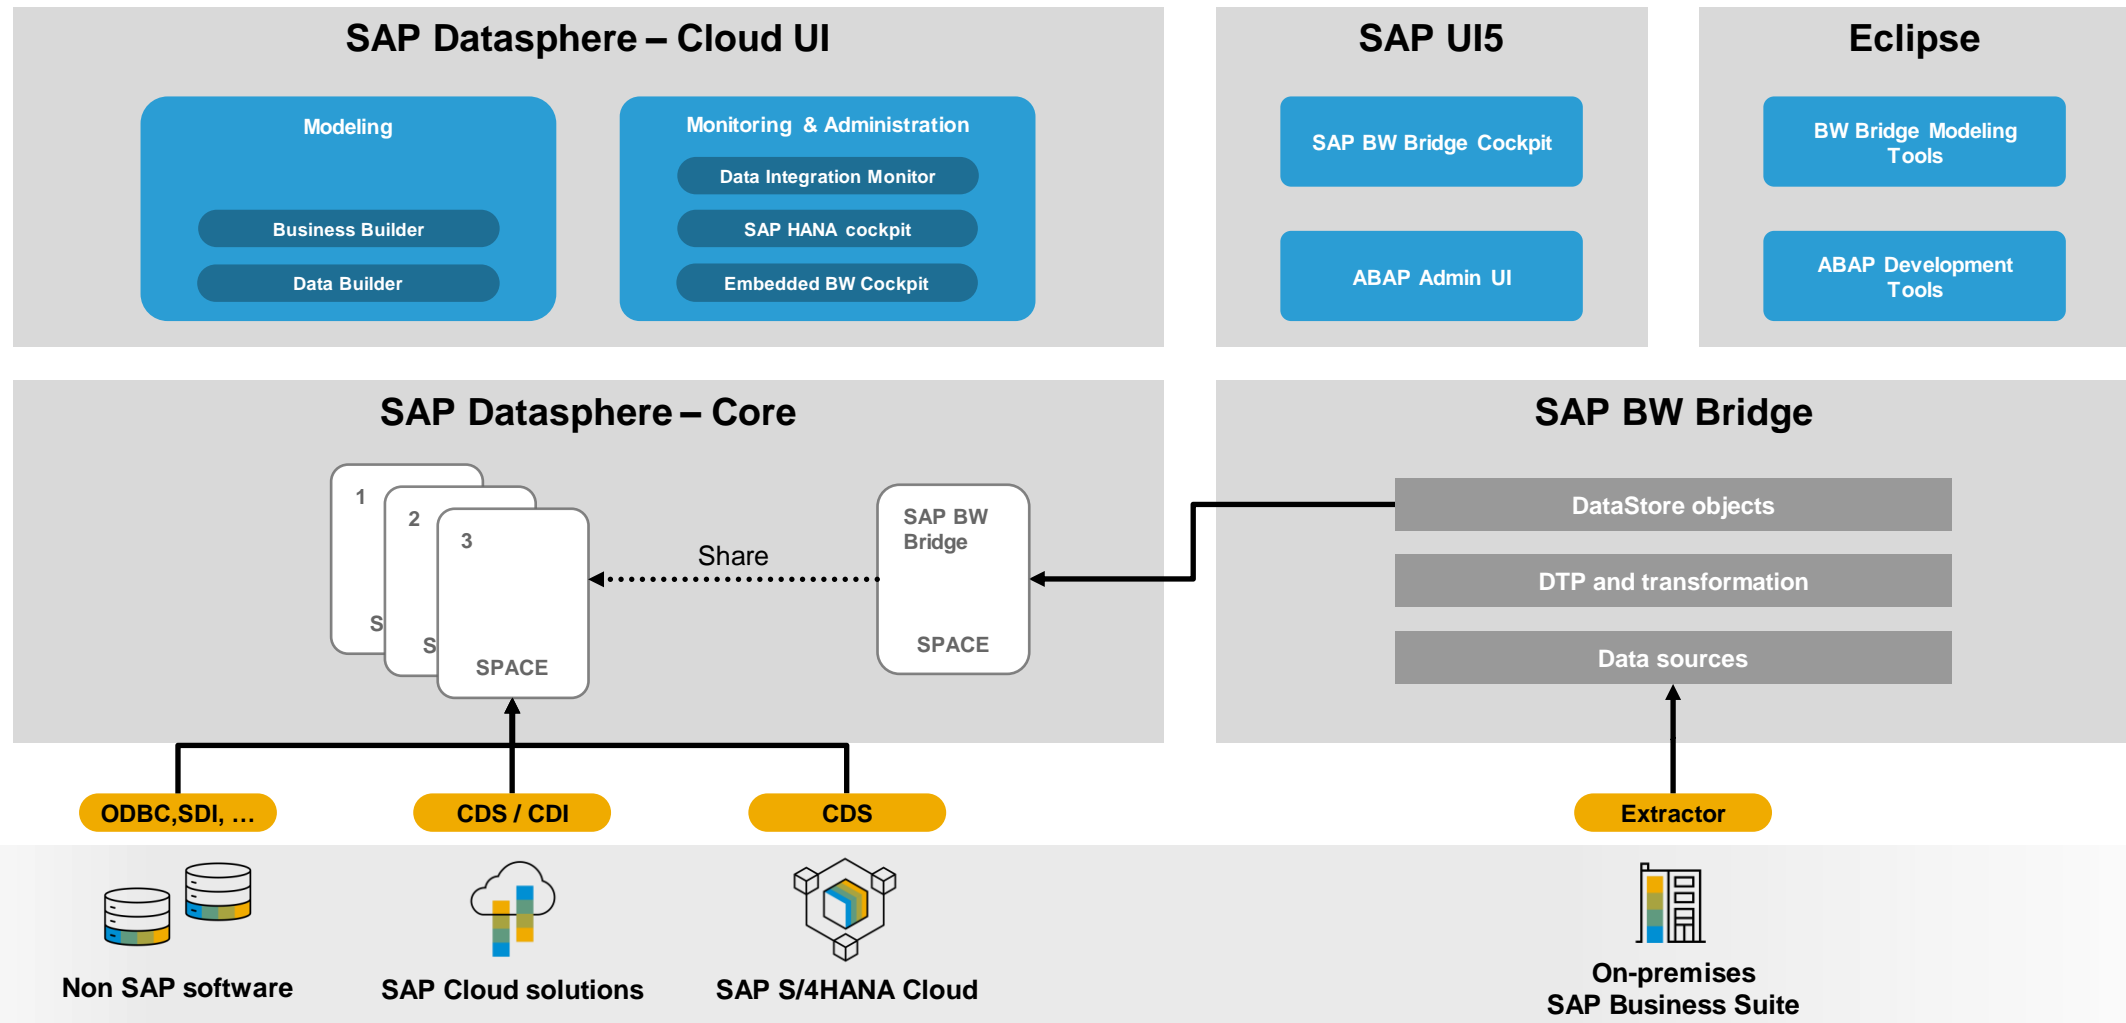 SAP Datasphere – Cloud UI
Modeling
Business Builder
Data Builder
Monitoring & Administration
Data Integration Monitor
SAP HANA cockpit
Embedded BW Cockpit
SAP UI5
SAP BW Bridge Cockpit
ABAP Admin UI
Eclipse
BW Bridge Modeling
Tools
ABAP Development
Tools
SAP Datasphere – Core
1
S
2
S
3
SPACE
Share
SAP BW
Bridge
SPACE
SAP BW Bridge
DataStore objects
DTP and transformation
Data sources
ODBC,SDI, …
CDS / CDI
CDS
Extractor
Non SAP software
SAP Cloud solutions
SAP S/4HANA Cloud
On-premises
SAP Business Suite